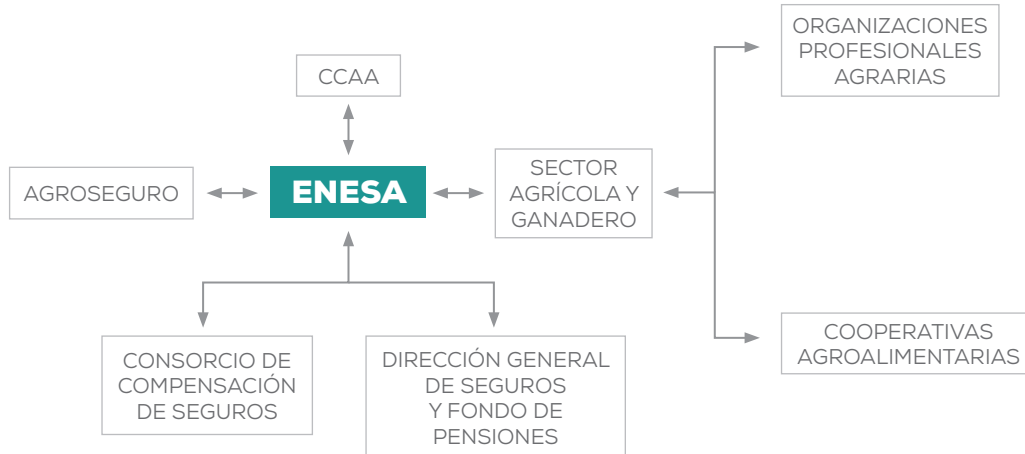 ORGANIZACIONES
PROFESIONALES
AGRARIAS
CCAA
AGROSEGURO
ENESA
SECTOR
AGRÍCOLA Y
GANADERO
CONSORCIO DE
COMPENSACIÓN
DE SEGUROS
DIRECCIÓN GENERAL
DE SEGUROS
Y FONDO DE
PENSIONES
COOPERATIVAS
AGROALIMENTARIAS